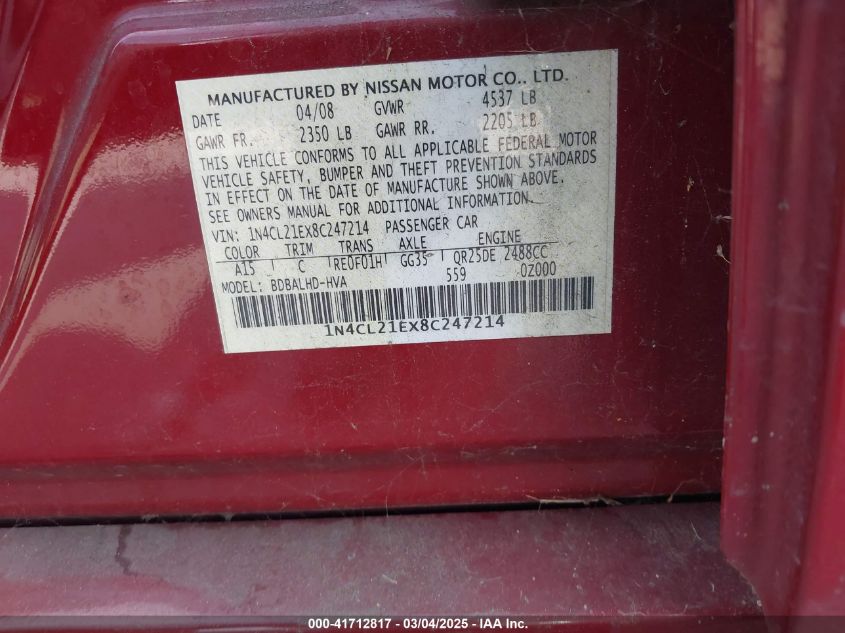 MANUFACTURED BY NISSAN MOTOR CO., LTD.
DATE 04/08 GVWR 4537 LB
GAWR FR. 2350 LB GAWR RR. 2205 LB
THIS VEHICLE CONFORMS TO ALL APPLICABLE FEDERAL MOTOR
VEHICLE SAFETY, BUMPER AND THEFT PREVENTION STANDARDS
IN EFFECT ON THE DATE OF MANUFACTURE SHOWN ABOVE.
SEE OWNERS MANUAL FOR ADDITIONAL INFORMATION.
VIN: 1N4CL21EX8C247214 PASSENGER CAR
COLOR TRIM TRANS AXLE ENGINE
A15 C RE0F01H GG35 QR25DE 2488CC
MODEL: BDBALHD-HVA 559 0Z000
1N4CL21EX8C247214
000-41712817 - 03/04/2025 - IAA Inc.